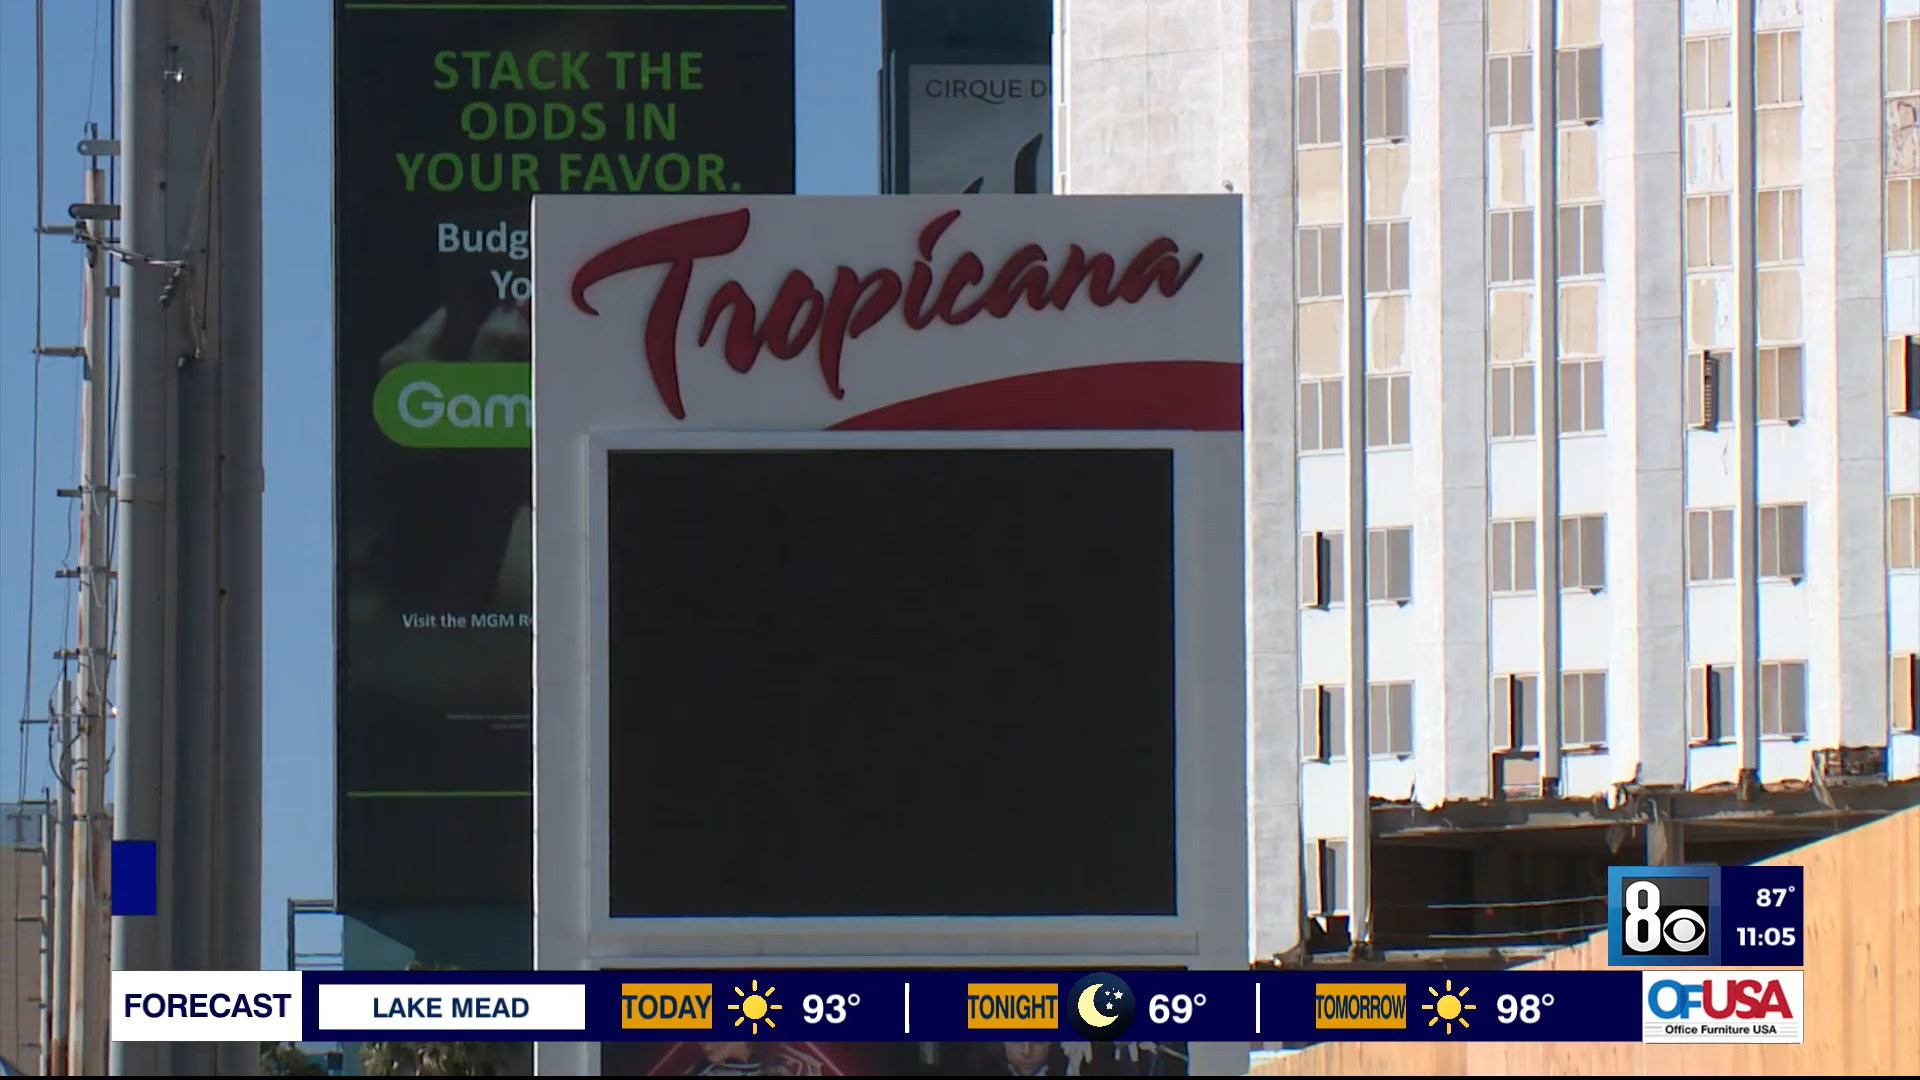 STACK THE
ODDS IN
YOUR FAVOR.
CIRQUE D
Budg
Yo
Tropicana
Gam
Visit the MGM R
8
87°
11:05
FORECAST
LAKE MEAD
TODAY
93°
TONIGHT
69°
TOMORROW
98°
OFUSA
Office Furniture USA